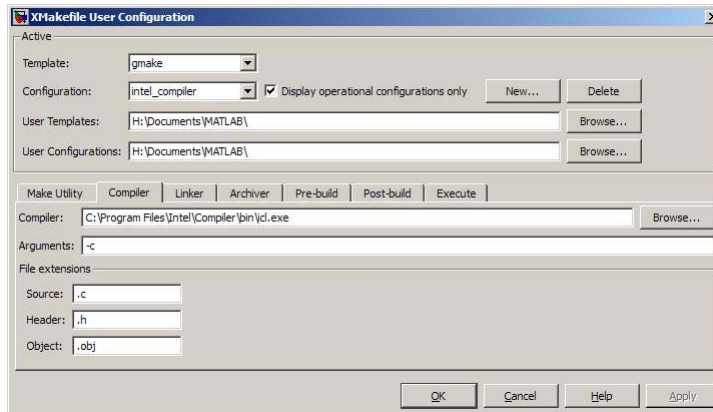 XMakefile User Configuration
Active
Template: gmake
Configuration: intel_compiler Display operational configurations only New... Delete
User Templates: H:\Documents\MATLAB\ Browse...
User Configurations: H:\Documents\MATLAB\ Browse...
Make Utility Compiler Linker Archiver Pre-build Post-build Execute
Compiler: C:\Program Files\Intel\Compiler\bin\icl.exe Browse...
Arguments: -c
File extensions
Source: .c
Header: .h
Object: .obj
OK Cancel Help Apply